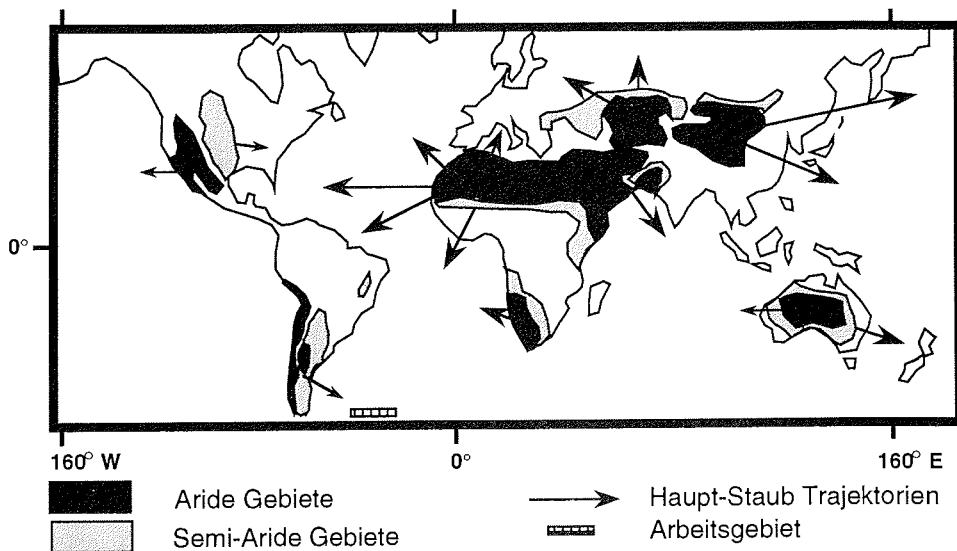 0°
160° W
0°
160° E
Aride Gebiete
Haupt-Staub Trajektorien
Semi-Aride Gebiete
Arbeitsgebiet